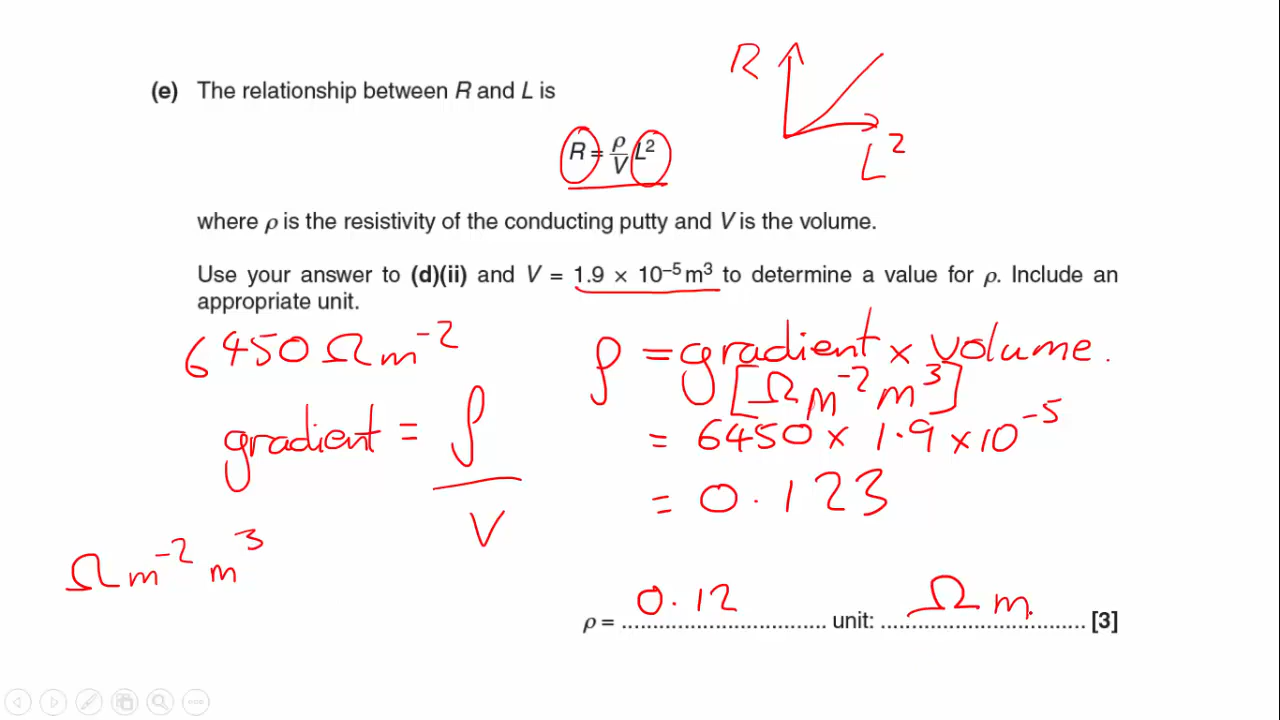 R
L²
(e) The relationship between R and L is
R = ρ/V L²
where ρ is the resistivity of the conducting putty and V is the volume.
Use your answer to (d)(ii) and V = 1.9 × 10⁻⁵ m³ to determine a value for ρ. Include an
appropriate unit.
6450 Ω m⁻²
gradient = ρ/V
Ω m⁻² m³
ρ = gradient × volume.
[Ω m⁻² m³]
= 6450 × 1.9 × 10⁻⁵
= 0.123
ρ = 0.12 unit: Ω m. [3]